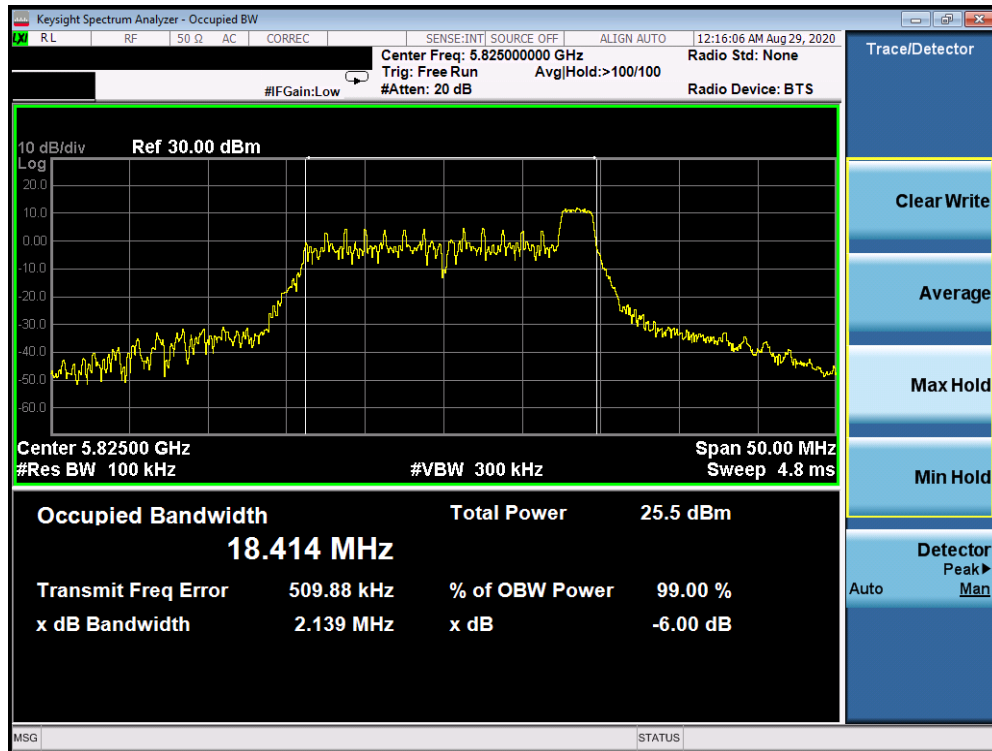 Keysight Spectrum Analyzer - Occupied BW
LXI RL RF 50 Ω AC CORREC SENSE:INT SOURCE OFF ALIGN AUTO 12:16:06 AM Aug 29, 2020
Center Freq: 5.825000000 GHz Radio Std: None
Trig: Free Run Avg|Hold:>100/100
#IFGain:Low #Atten: 20 dB Radio Device: BTS
10 dB/div Ref 30.00 dBm
Log
20.0
10.0
0.00
-10.0
-20.0
-30.0
-40.0
-50.0
-60.0
Center 5.82500 GHz Span 50.00 MHz
#Res BW 100 kHz #VBW 300 kHz Sweep 4.8 ms
Occupied Bandwidth Total Power 25.5 dBm
18.414 MHz
Transmit Freq Error 509.88 kHz % of OBW Power 99.00 %
x dB Bandwidth 2.139 MHz x dB -6.00 dB
MSG STATUS
Trace/Detector
Clear Write
Average
Max Hold
Min Hold
Detector
Peak▶
Auto Man